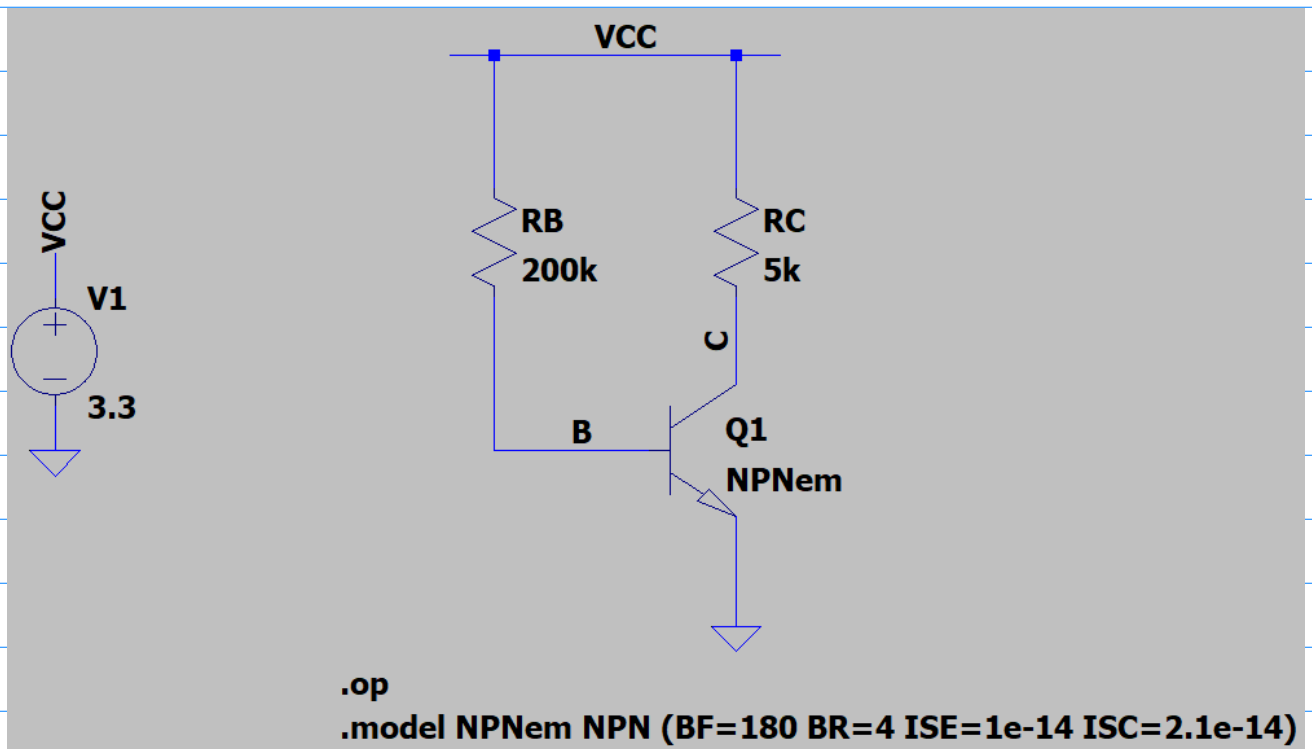 VCC
VCC
V1
3.3
RB
200k
RC
5k
C
B
Q1
NPNem
.op
.model NPNem NPN (BF=180 BR=4 ISE=1e-14 ISC=2.1e-14)